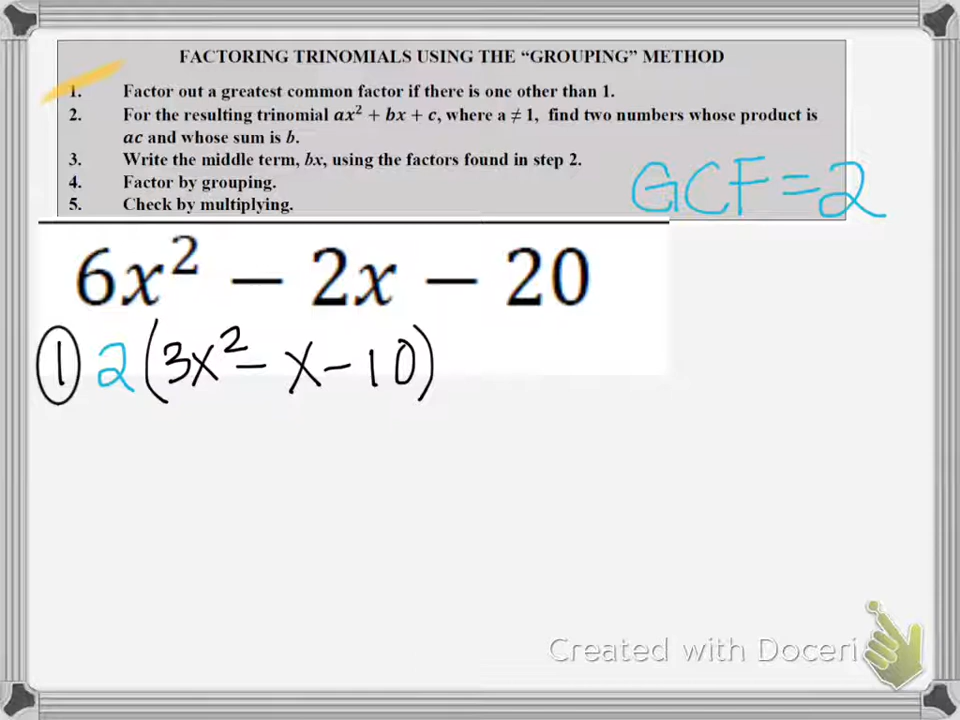 FACTORING TRINOMIALS USING THE “GROUPING” METHOD
1. Factor out a greatest common factor if there is one other than 1.
2. For the resulting trinomial ax² + bx + c, where a ≠ 1, find two numbers whose product is
ac and whose sum is b.
3. Write the middle term, bx, using the factors found in step 2.
4. Factor by grouping.
5. Check by multiplying.
GCF = 2
6x² − 2x − 20
① 2(3x² − x − 10)
Created with Doceri